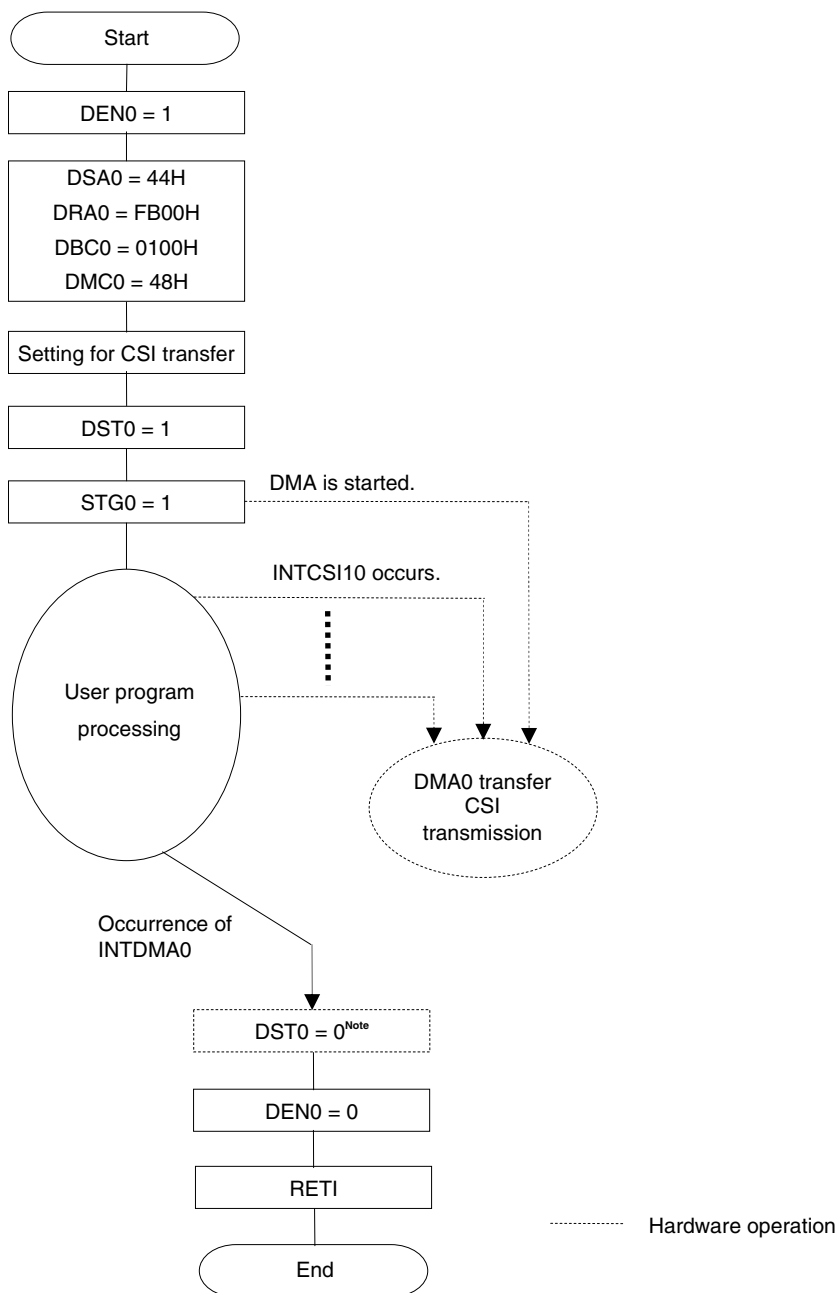 Start
DEN0 = 1
DSA0 = 44H
DRA0 = FB00H
DBC0 = 0100H
DMC0 = 48H
Setting for CSI transfer
DST0 = 1
STG0 = 1
DMA is started.
INTCSI10 occurs.
User program
processing
DMA0 transfer
CSI
transmission
Occurrence of
INTDMA0
DST0 = 0Note
DEN0 = 0
RETI
Hardware operation
End